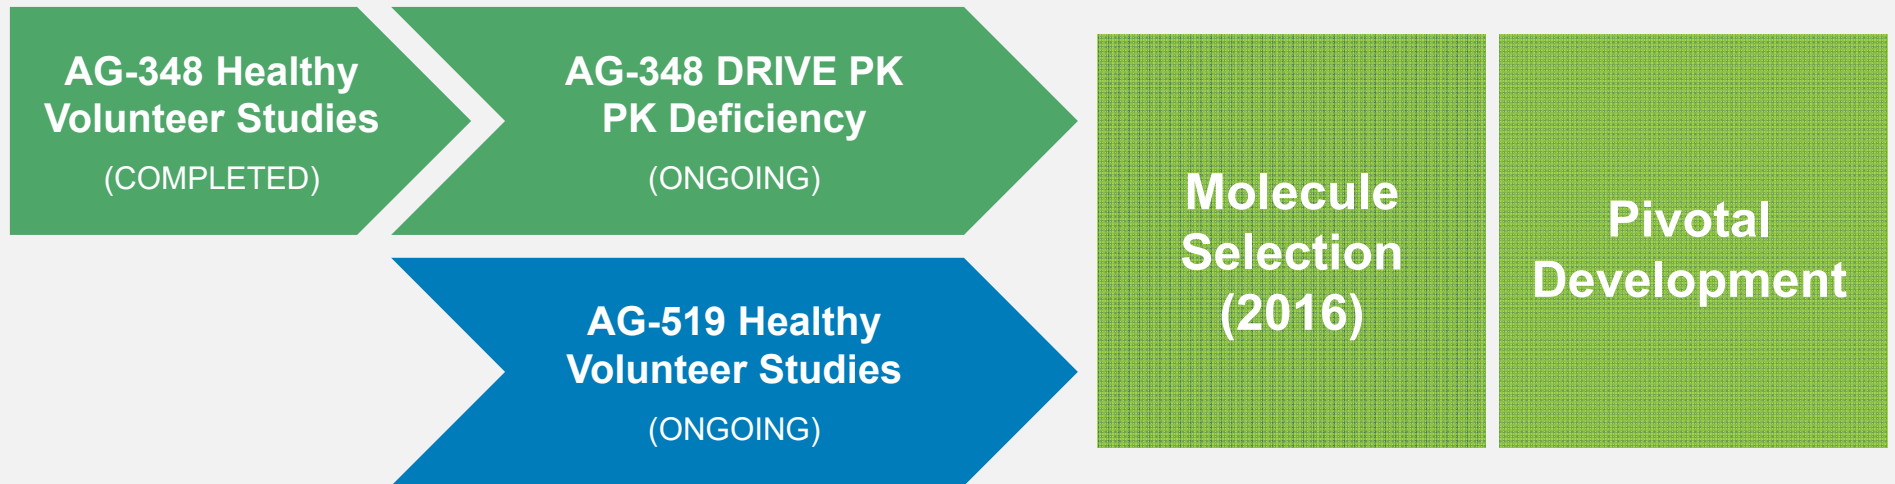 AG-348 Healthy
Volunteer Studies
(COMPLETED)
AG-348 DRIVE PK
PK Deficiency
(ONGOING)
AG-519 Healthy
Volunteer Studies
(ONGOING)
Molecule
Selection
(2016)
Pivotal
Development